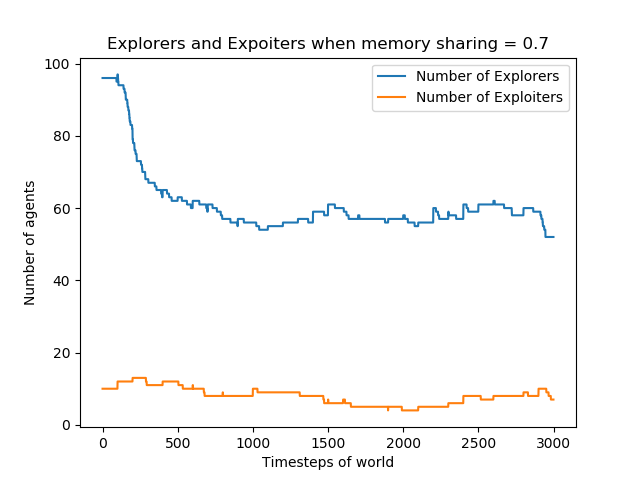 Explorers and Expoiters when memory sharing = 0.7
Number of Explorers
Number of Exploiters
Number of agents
100
80
60
40
20
0
0 500 1000 1500 2000 2500 3000
Timesteps of world